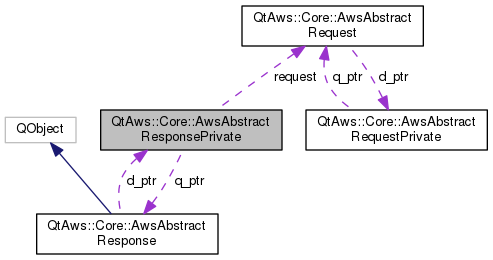 QtAws::Core::AwsAbstract
Request
request
q_ptr
d_ptr
QtAws::Core::AwsAbstract
ResponsePrivate
QtAws::Core::AwsAbstract
RequestPrivate
QObject
d_ptr
q_ptr
QtAws::Core::AwsAbstract
Response